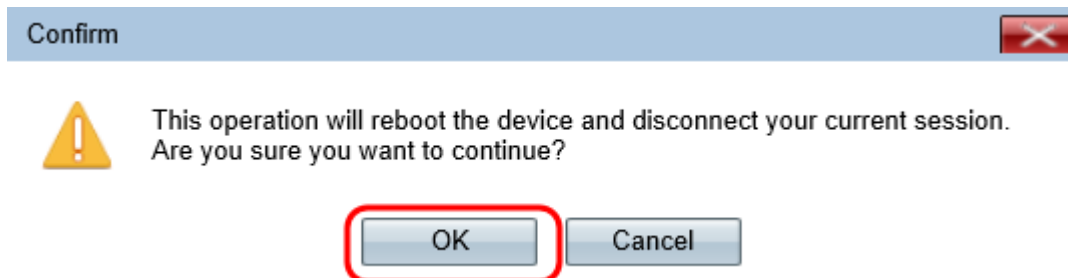 Confirm
This operation will reboot the device and disconnect your current session.
Are you sure you want to continue?
OK
Cancel